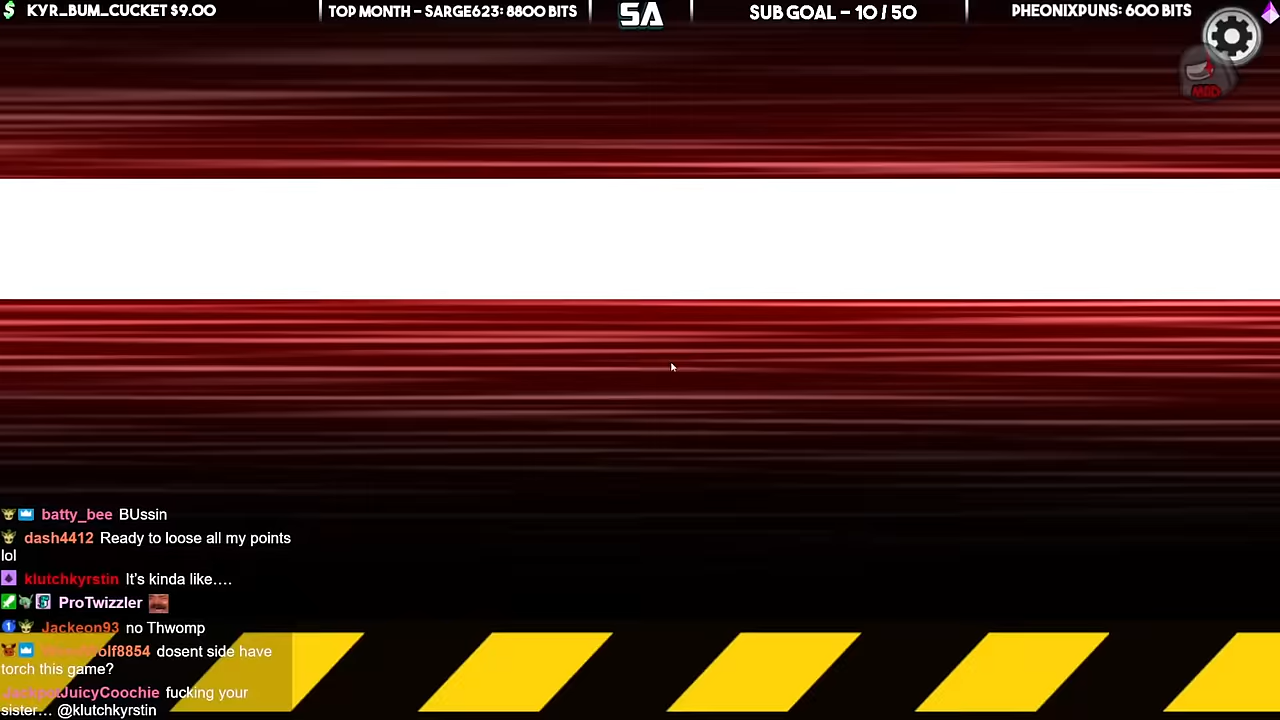 $ KYR_BUM_CUCKET $9.00
TOP MONTH - SARGE623: 8800 BITS
SA
SUB GOAL - 10 / 50
PHEONIXPUNS: 600 BITS
MOD
batty_bee BUssin
dash4412 Ready to loose all my points
lol
klutchkyrstin It's kinda like….
ProTwizzler
Jackeon93 no Thwomp
dosent side have
torch this game?
JackpotJuicyCoochie fucking your
sister… @klutchkyrstin